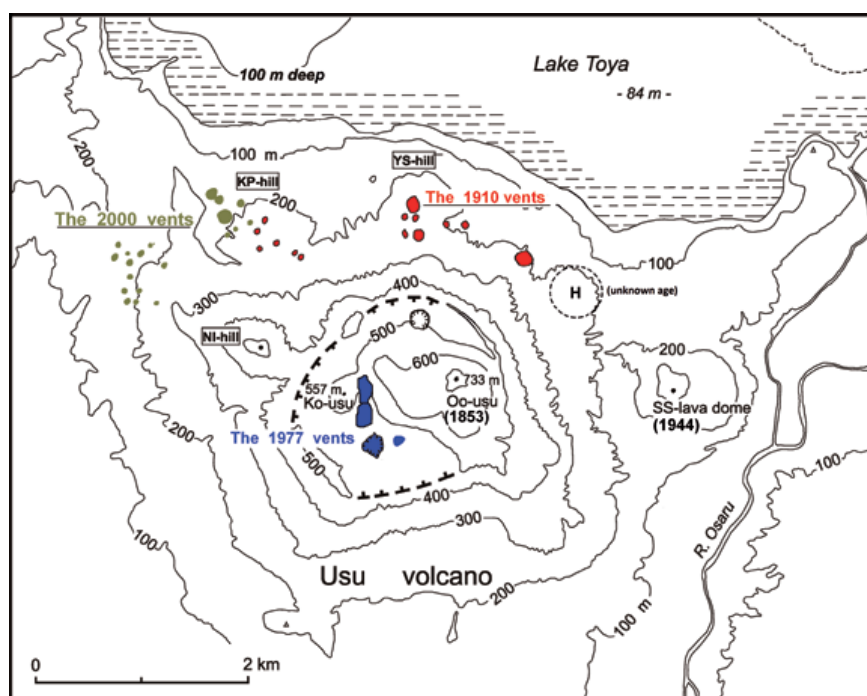 Lake Toya
100 m deep
- 84 m -
100 m
200
YS-hill
KP-hill
200
The 1910 vents
The 2000 vents
100
H
(unknown age)
300
400
500
NI-hill
600
200
557 m
Ko-usu
733 m
Oo-usu
(1853)
SS-lava dome
(1944)
The 1977 vents
200
500
400
100
300
R. Osaru
100
Usu volcano
200
100 m
0
2 km